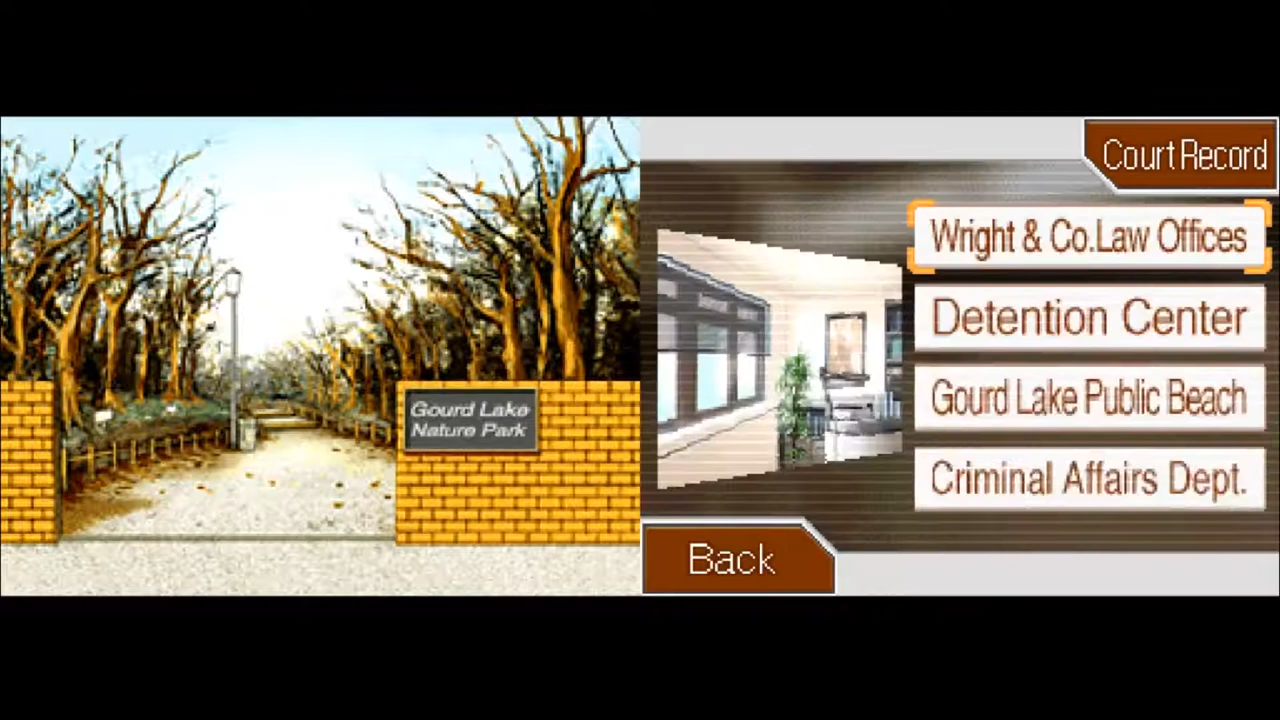 Gourd Lake
Nature Park
Court Record
Wright & Co.Law Offices
Detention Center
Gourd Lake Public Beach
Criminal Affairs Dept.
Back